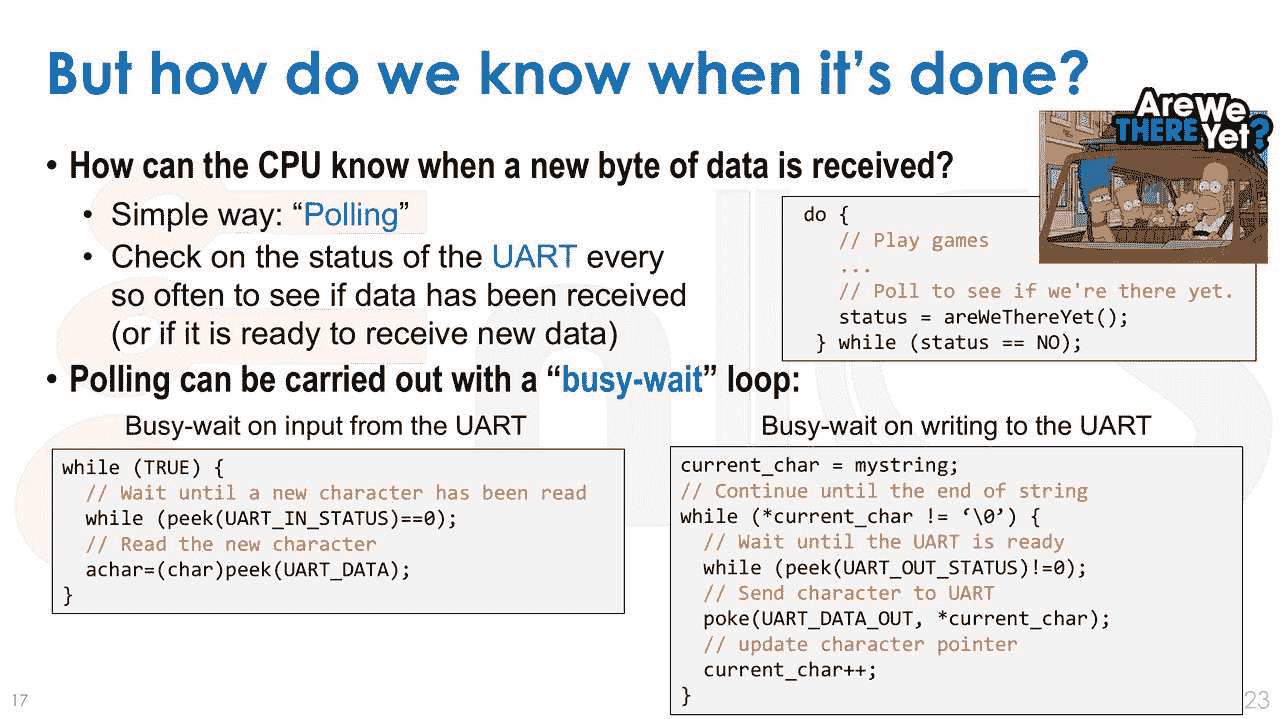 But how do we know when it's done?
Are We
THERE Yet?
• How can the CPU know when a new byte of data is received?
• Simple way: “Polling”
• Check on the status of the UART every
so often to see if data has been received
(or if it is ready to receive new data)
do {
// Play games
...
// Poll to see if we're there yet.
status = areWeThereYet();
} while (status == NO);
• Polling can be carried out with a “busy-wait” loop:
Busy-wait on input from the UART
while (TRUE) {
// Wait until a new character has been read
while (peek(UART_IN_STATUS)==0);
// Read the new character
achar=(char)peek(UART_DATA);
}
Busy-wait on writing to the UART
current_char = mystring;
// Continue until the end of string
while (*current_char != ‘\0’) {
// Wait until the UART is ready
while (peek(UART_OUT_STATUS)!=0);
// Send character to UART
poke(UART_DATA_OUT, *current_char);
// update character pointer
current_char++;
}
17
23